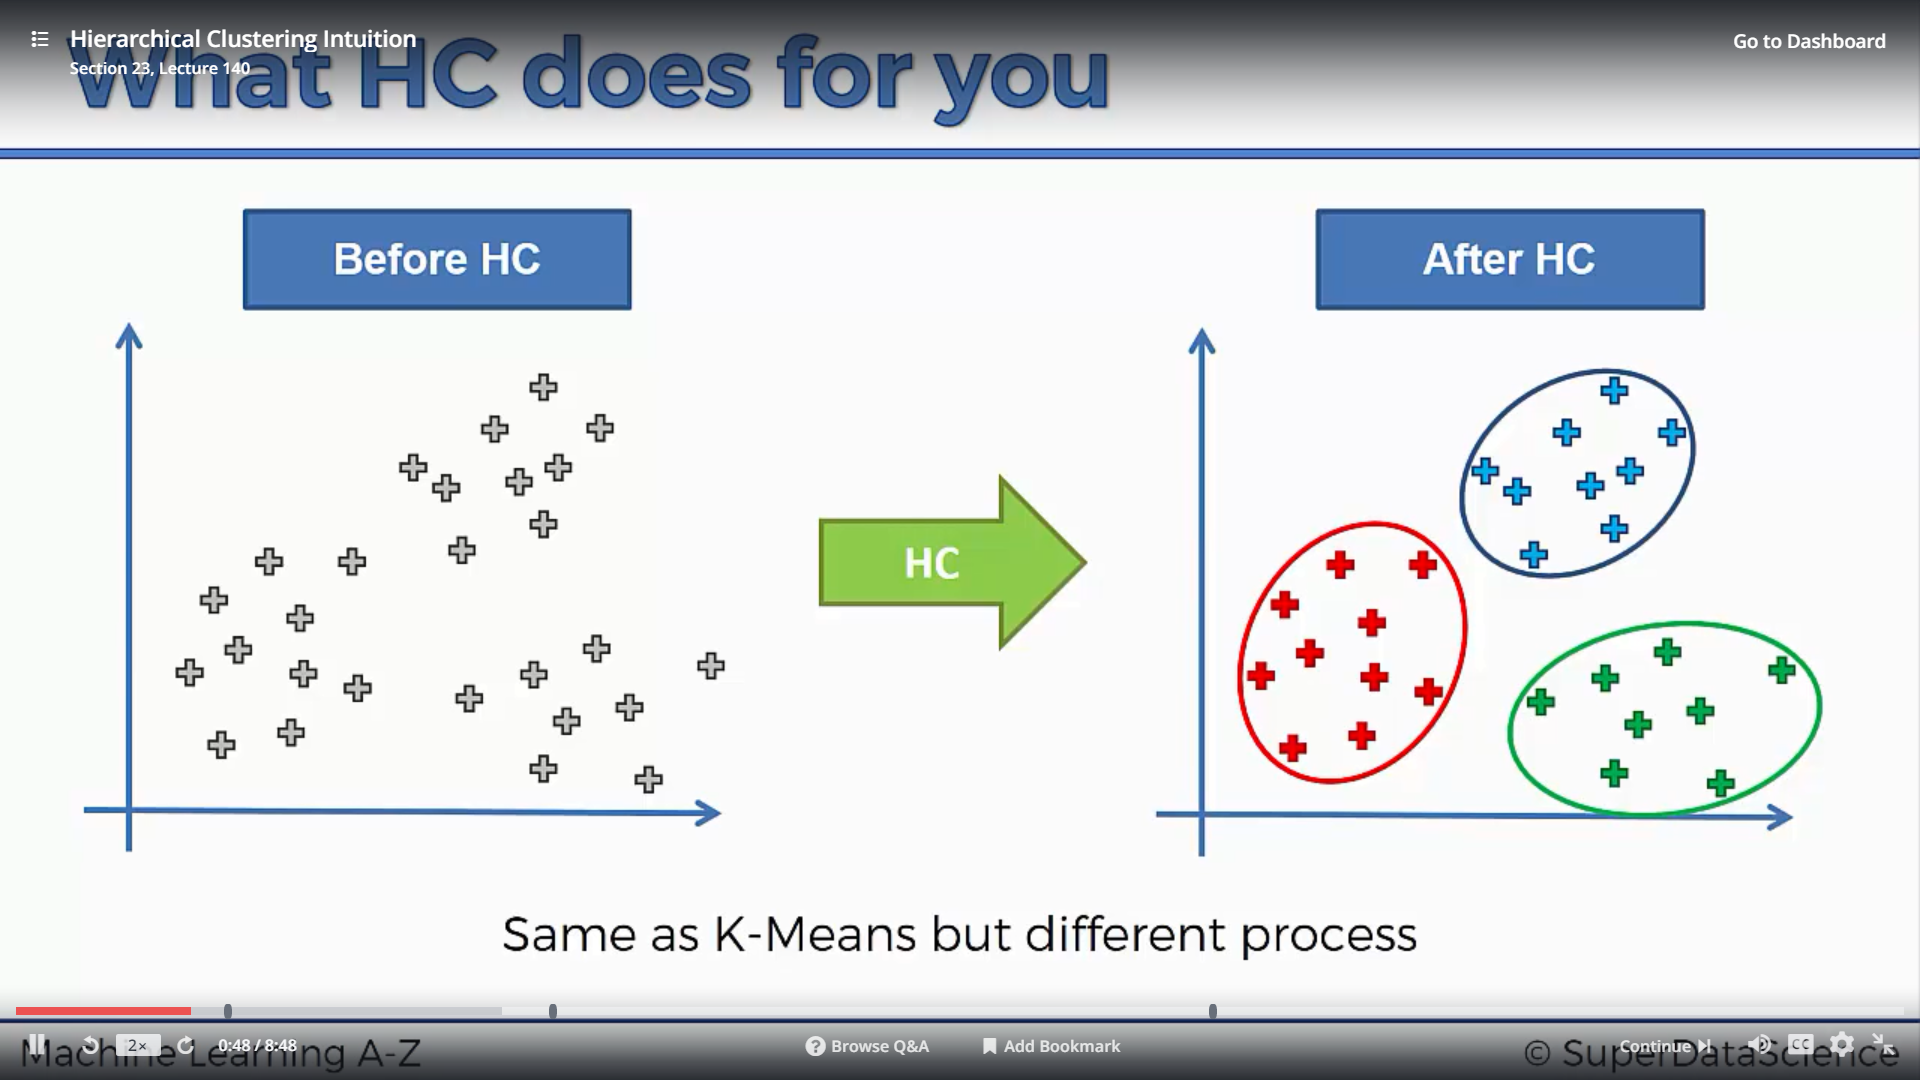 Hierarchical Clustering Intuition
Section 23, Lecture 140
Go to Dashboard
What HC does for you
Before HC
After HC
HC
Same as K-Means but different process
2×
0:48 / 8:48
? Browse Q&A
Add Bookmark
Continue
CC
Machine Learning A-Z
© SuperDataScience